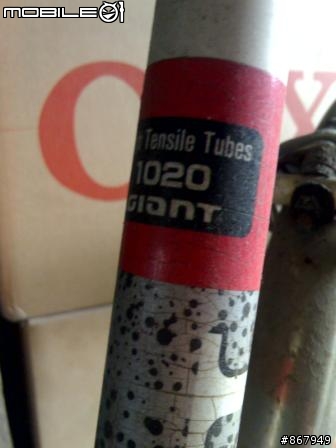 MOBILE01
Tensile Tubes
1020
GIANT
#867949